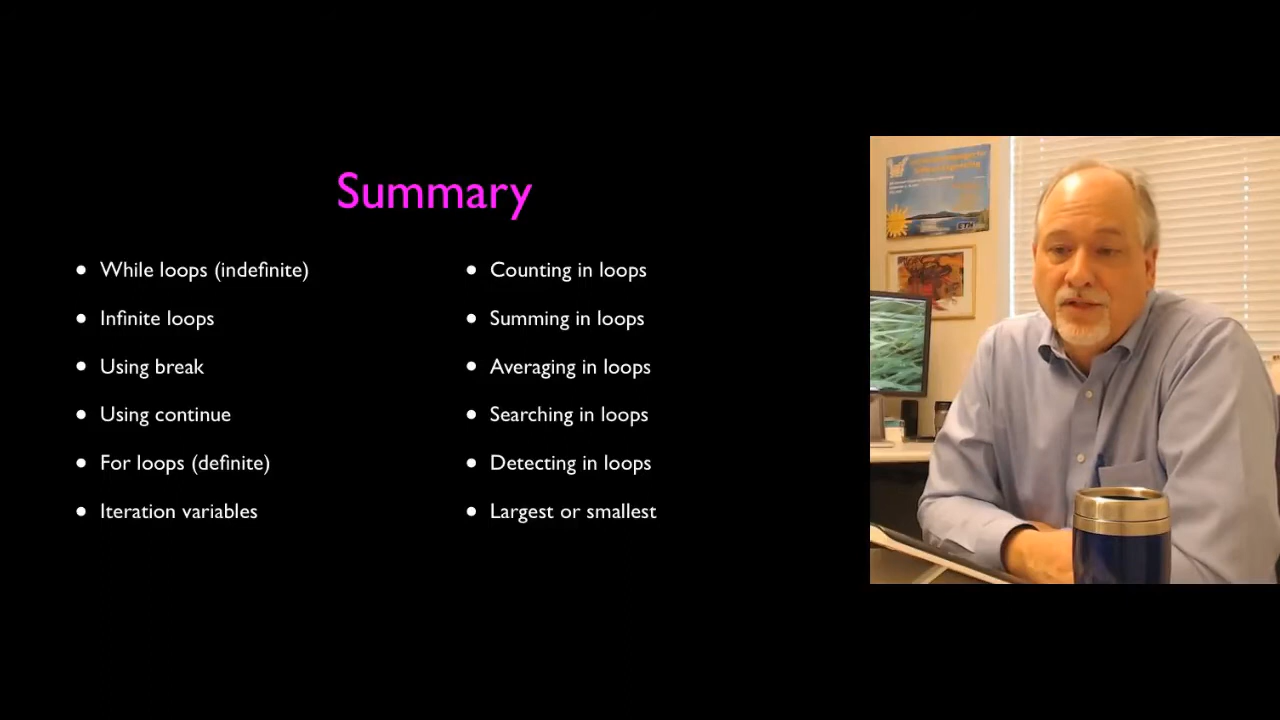 Summary
While loops (indefinite)
Infinite loops
Using break
Using continue
For loops (definite)
Iteration variables
Counting in loops
Summing in loops
Averaging in loops
Searching in loops
Detecting in loops
Largest or smallest
ETH